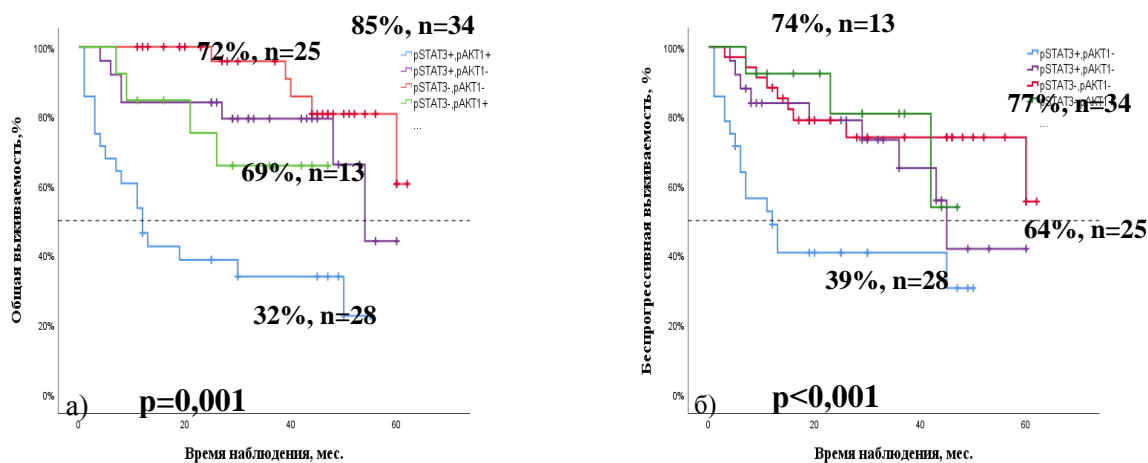 85%, n=34
72%, n=25
pSTAT3+,pAKT1+
pSTAT3+,pAKT1-
pSTAT3-,pAKT1-
pSTAT3-,pAKT1+
...
69%, n=13
32%, n=28
100%
80%
60%
40%
20%
0%
Общая выживаемость,%
а)
p=0,001
0
20
40
60
Время наблюдения, мес.
74%, n=13
pSTAT3+,pAKT1-
pSTAT3+,pAKT1-
pSTAT3-,pAKT1-
pSTAT3-,pAKT1
...
77%, n=34
64%, n=25
39%, n=28
100%
80%
60%
40%
20%
0%
Беспрогрессивная выживаемость, %
б)
p<0,001
0
20
40
60
Время наблюдения, мес.